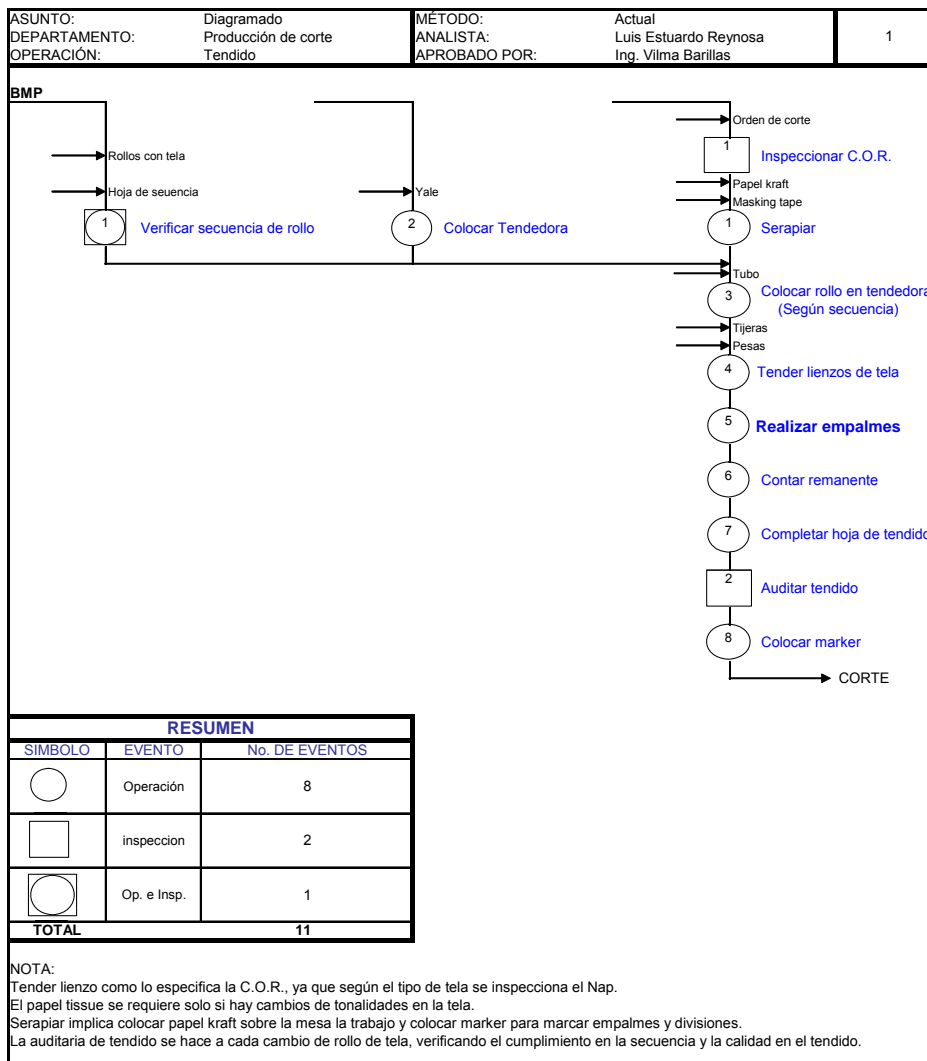 ASUNTO: Diagramado MÉTODO: Actual
DEPARTAMENTO: Producción de corte ANALISTA: Luis Estuardo Reynosa 1
OPERACIÓN: Tendido APROBADO POR: Ing. Vilma Barillas
BMP
Orden de corte
1 Inspeccionar C.O.R.
Rollos con tela
Papel kraft
Hoja de seuencia Yale
Masking tape
1 Verificar secuencia de rollo 2 Colocar Tendedora 1 Serapiar
Tubo
3 Colocar rollo en tendedora
(Según secuencia)
Tijeras
Pesas
4 Tender lienzos de tela
5 Realizar empalmes
6 Contar remanente
7 Completar hoja de tendido
2 Auditar tendido
8 Colocar marker
CORTE
RESUMEN
SIMBOLO EVENTO No. DE EVENTOS
Operación 8
inspeccion 2
Op. e Insp. 1
TOTAL 11
NOTA:
Tender lienzo como lo especifica la C.O.R., ya que según el tipo de tela se inspecciona el Nap.
El papel tissue se requiere solo si hay cambios de tonalidades en la tela.
Serapiar implica colocar papel kraft sobre la mesa la trabajo y colocar marker para marcar empalmes y divisiones.
La auditaria de tendido se hace a cada cambio de rollo de tela, verificando el cumplimiento en la secuencia y la calidad en el tendido.